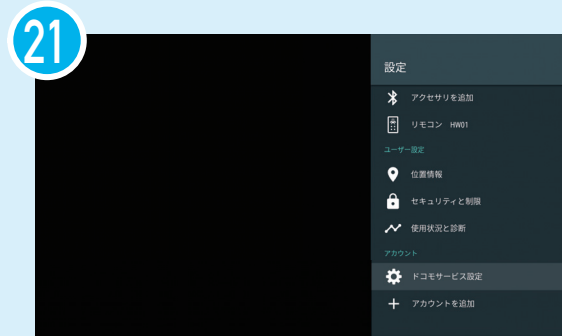 21
設定
アクセサリを追加
リモコン HW01
ユーザー設定
位置情報
セキュリティと制限
使用状況と診断
アカウント
ドコモサービス設定
アカウントを追加